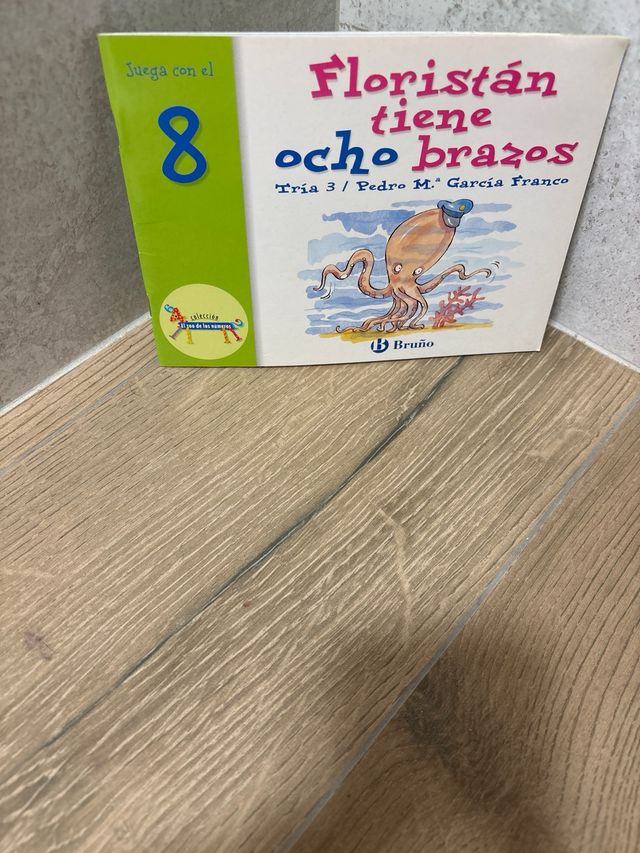 Juega con el
8
Floristán
tiene
ocho brazos
Tría 3 / Pedro M.ª García Franco
colección
El zoo de los números
B Bruño